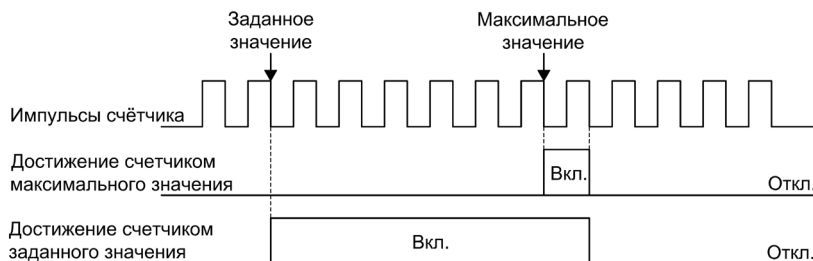 Заданное
значение
Максимальное
значение
Импульсы счётчика
Достижение счетчиком
максимального значения
Вкл.
Откл.
Достижение счетчиком
заданного значения
Вкл.
Откл.